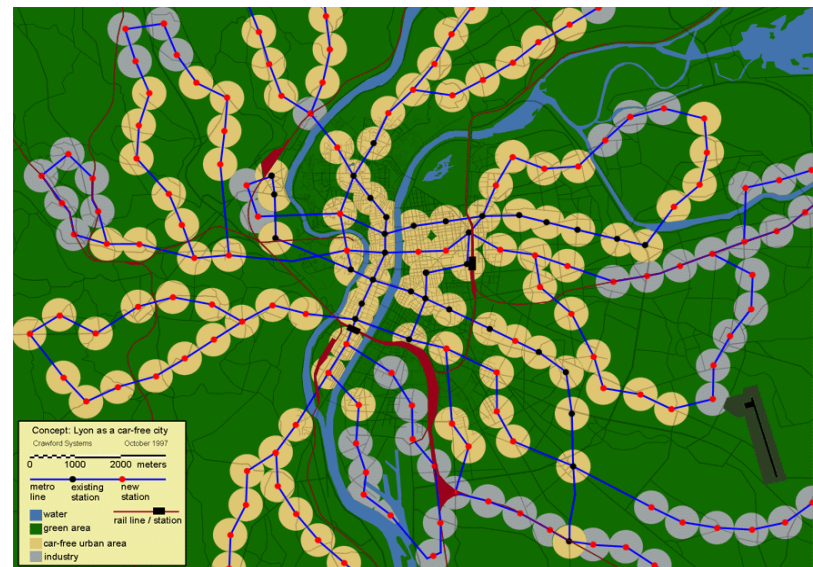 Concept: Lyon as a car-free city
Crawford Systems October 1997
0 1000 2000 meters
metro line existing station new station
rail line / station
water
green area
car-free urban area
industry